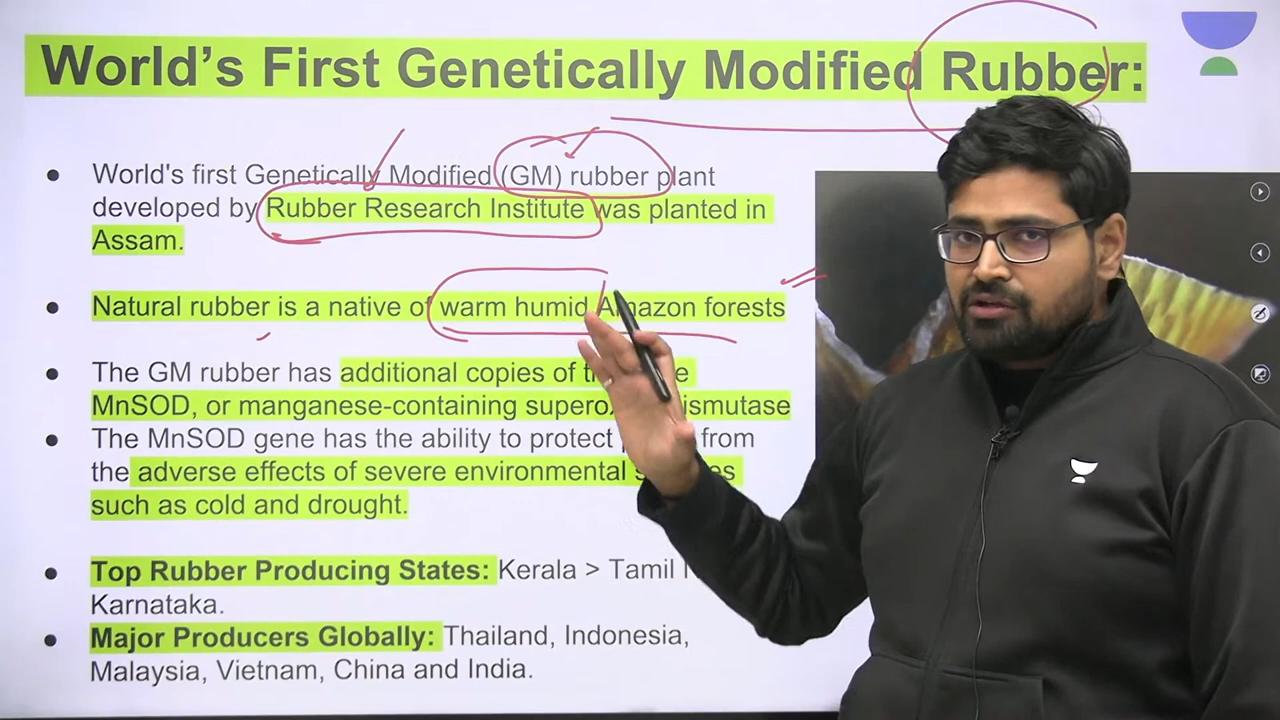 World's First Genetically Modified Rubber:
World's first Genetically Modified (GM) rubber plant
developed by Rubber Research Institute was planted in
Assam.
Natural rubber is a native of warm humid Amazon forests
The GM rubber has additional copies of
MnSOD, or manganese-containing
The MnSOD gene has the ability to protect from
the adverse effects of severe environmental
such as cold and drought.
Top Rubber Producing States: Kerala > Tamil
Karnataka.
Major Producers Globally: Thailand, Indonesia,
Malaysia, Vietnam, China and India.